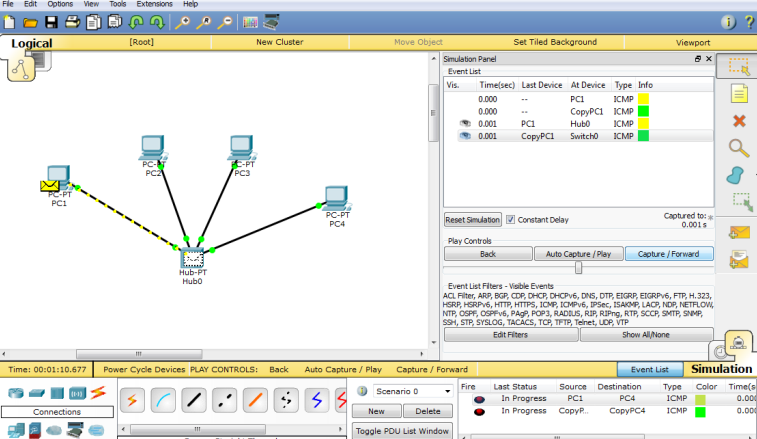 File Edit Options View Tools Extensions Help
Logical [Root] New Cluster Move Object Set Tiled Background Viewport
Simulation Panel
Event List
Vis. Time(sec) Last Device At Device Type Info
0.000 -- PC1 ICMP
0.000 -- CopyPC1 ICMP
0.001 PC1 Hub0 ICMP
0.001 CopyPC1 Switch0 ICMP
PC-PT
PC2
PC-PT
PC3
PC-PT
PC1
PC-PT
PC4
Hub-PT
Hub0
Reset Simulation Constant Delay Captured to: *
0.001 s
Play Controls
Back Auto Capture / Play Capture / Forward
Event List Filters - Visible Events
ACL Filter, ARP, BGP, CDP, DHCP, DHCPv6, DNS, DTP, EIGRP, EIGRPv6, FTP, H.323,
HSRP, HSRPv6, HTTP, HTTPS, ICMP, ICMPv6, IPSec, ISAKMP, LACP, NDP, NETFLOW,
NTP, OSPF, OSPFv6, PAgP, POP3, RADIUS, RIP, RIPng, RTP, SCCP, SMTP, SNMP,
SSH, STP, SYSLOG, TACACS, TCP, TFTP, Telnet, UDP, VTP
Edit Filters Show All/None
Time: 00:01:10.677 Power Cycle Devices PLAY CONTROLS: Back Auto Capture / Play Capture / Forward Event List Simulation
Connections
Scenario 0
New Delete
Toggle PDU List Window
Fire Last Status Source Destination Type Color Time(s
In Progress PC1 PC4 ICMP 0.000
In Progress CopyP.. CopyPC4 ICMP 0.000